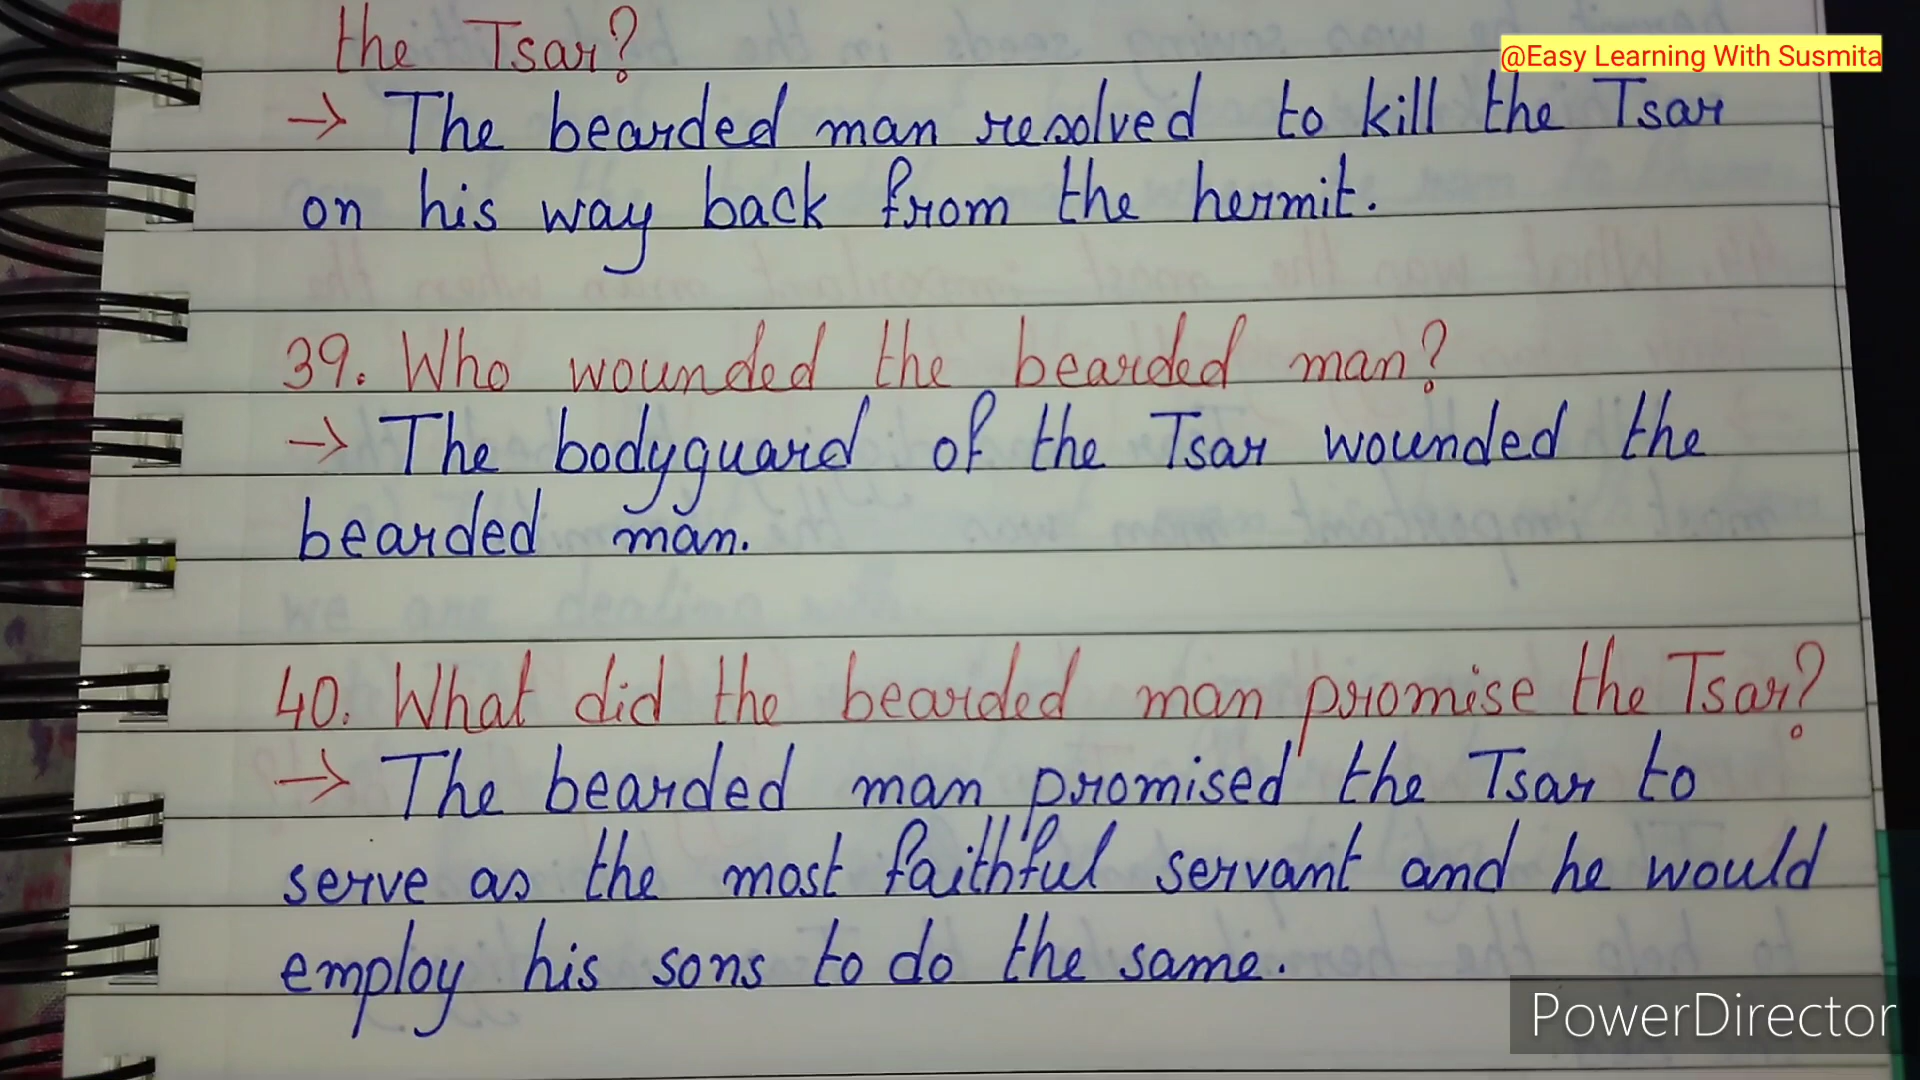 the Tsar?
@Easy Learning With Susmita
→ The bearded man resolved to kill the Tsar
on his way back from the hermit.
39. Who wounded the bearded man?
→ The bodyguard of the Tsar wounded the
bearded man.
40. What did the bearded man promise the Tsar?
→ The bearded man promised the Tsar to
serve as the most faithful servant and he would
employ his sons to do the same.
PowerDirector